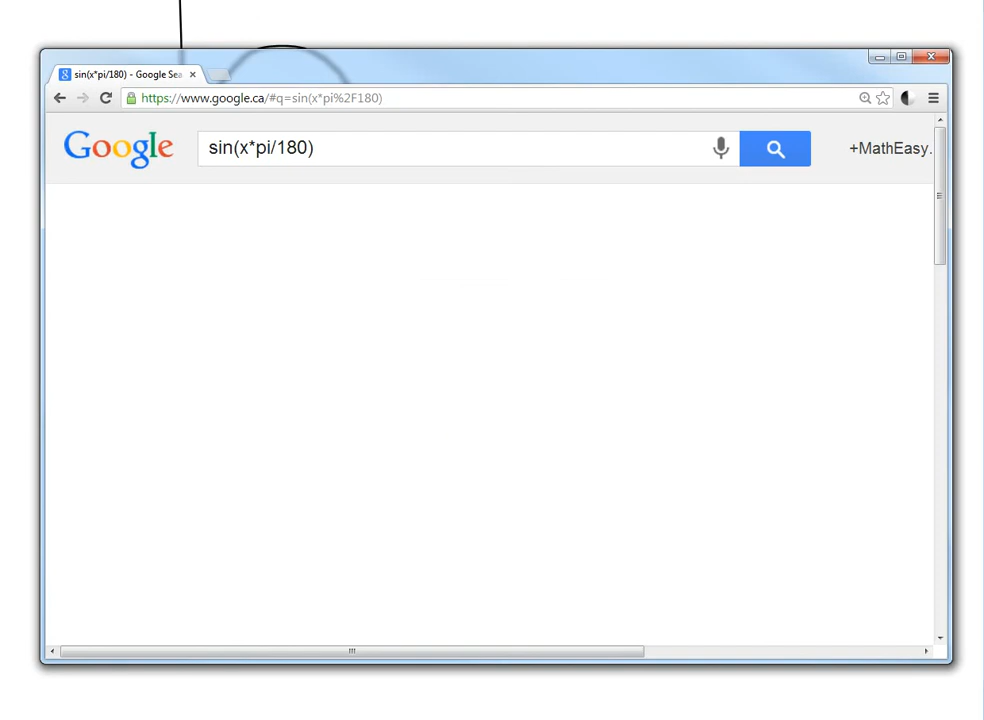 sin(x*pi/180) - Google Sea
https://www.google.ca/#q=sin(x*pi%2F180)
Google
sin(x*pi/180)
+MathEasy.